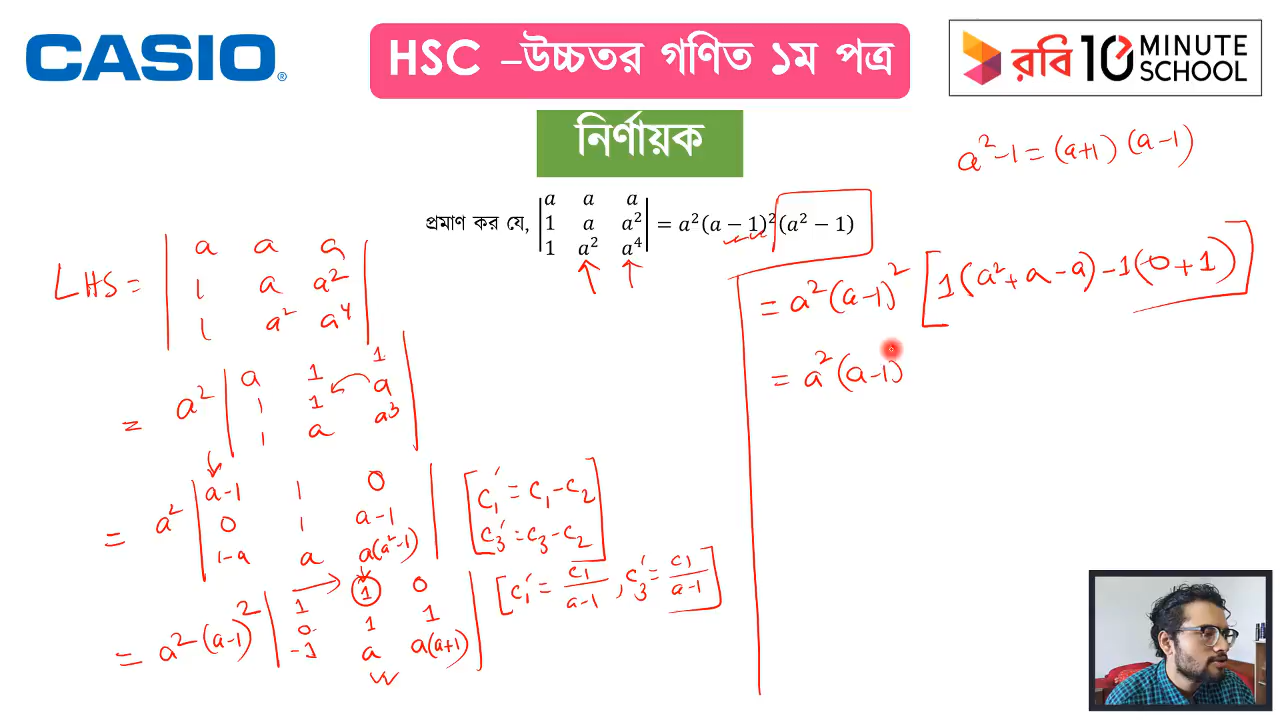 CASIO
HSC –উচ্চতর গণিত ১ম পত্র
রবি 10 MINUTE SCHOOL
নির্ণায়ক
a² -1 = (a+1) (a-1)
প্রমাণ কর যে, | a a a | = a²(a − 1)²(a² − 1)
| 1 a a² |
| 1 a² a⁴ |
LHS = | a a a |
| 1 a a² |
| 1 a² a⁴ |
= a² | a 1 1 |
| 1 1 a |
| 1 a a³ |
= a² | a-1 1 0 |
| 0 1 a-1 |
| 1-a a a(a²-1) |
[ c₁′ = c₁ - c₂
c₃′ = c₃ - c₂ ]
= a² (a-1)² | 1 1 0 |
| 0 1 1 |
| -1 a a(a+1) |
[ c₁′ = c₁/(a-1) , c₃′ = c₁/(a-1) ]
= a² (a-1)² [ 1(a² + a - a) - 1(0 + 1) ]
= a² (a-1)